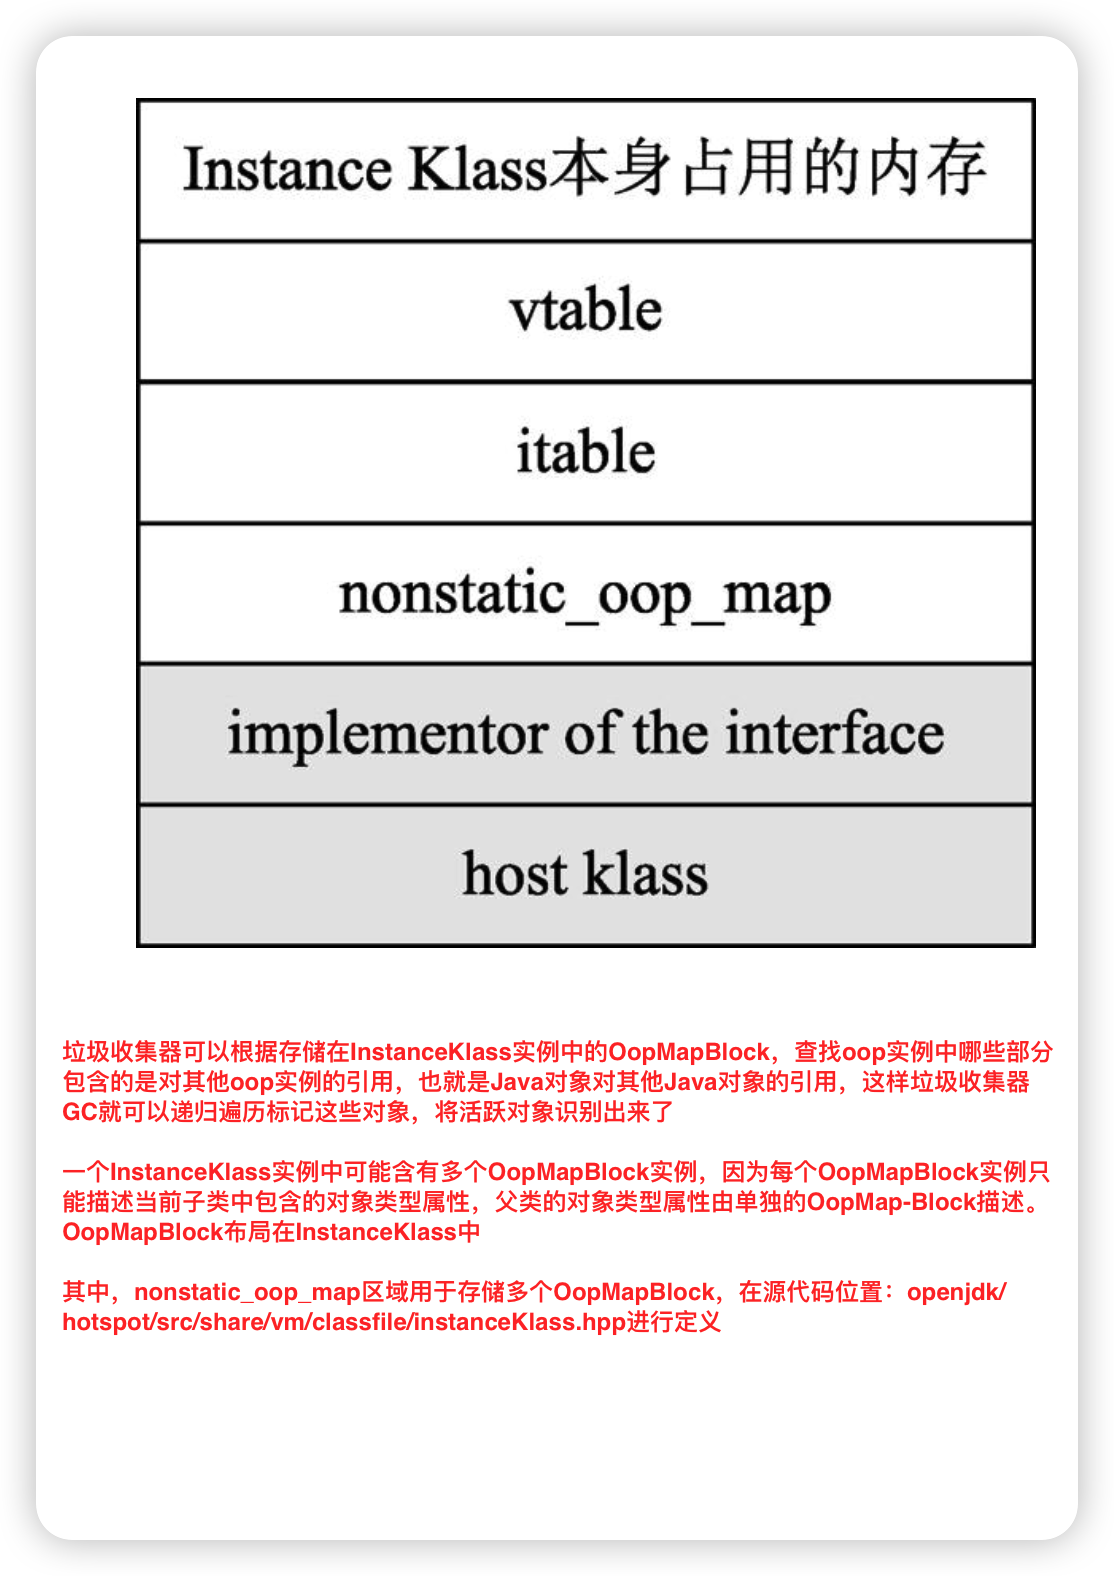 Instance Klass本身占用的内存
vtable
itable
nonstatic_oop_map
implementor of the interface
host klass
垃圾收集器可以根据存储在InstanceKlass实例中的OopMapBlock，查找oop实例中哪些部分
包含的是对其他oop实例的引用，也就是Java对象对其他Java对象的引用，这样垃圾收集器
GC就可以递归遍历标记这些对象，将活跃对象识别出来了
一个InstanceKlass实例中可能含有多个OopMapBlock实例，因为每个OopMapBlock实例只
能描述当前子类中包含的对象类型属性，父类的对象类型属性由单独的OopMap-Block描述。
OopMapBlock布局在InstanceKlass中
其中，nonstatic_oop_map区域用于存储多个OopMapBlock，在源代码位置：openjdk/
hotspot/src/share/vm/classfile/instanceKlass.hpp进行定义